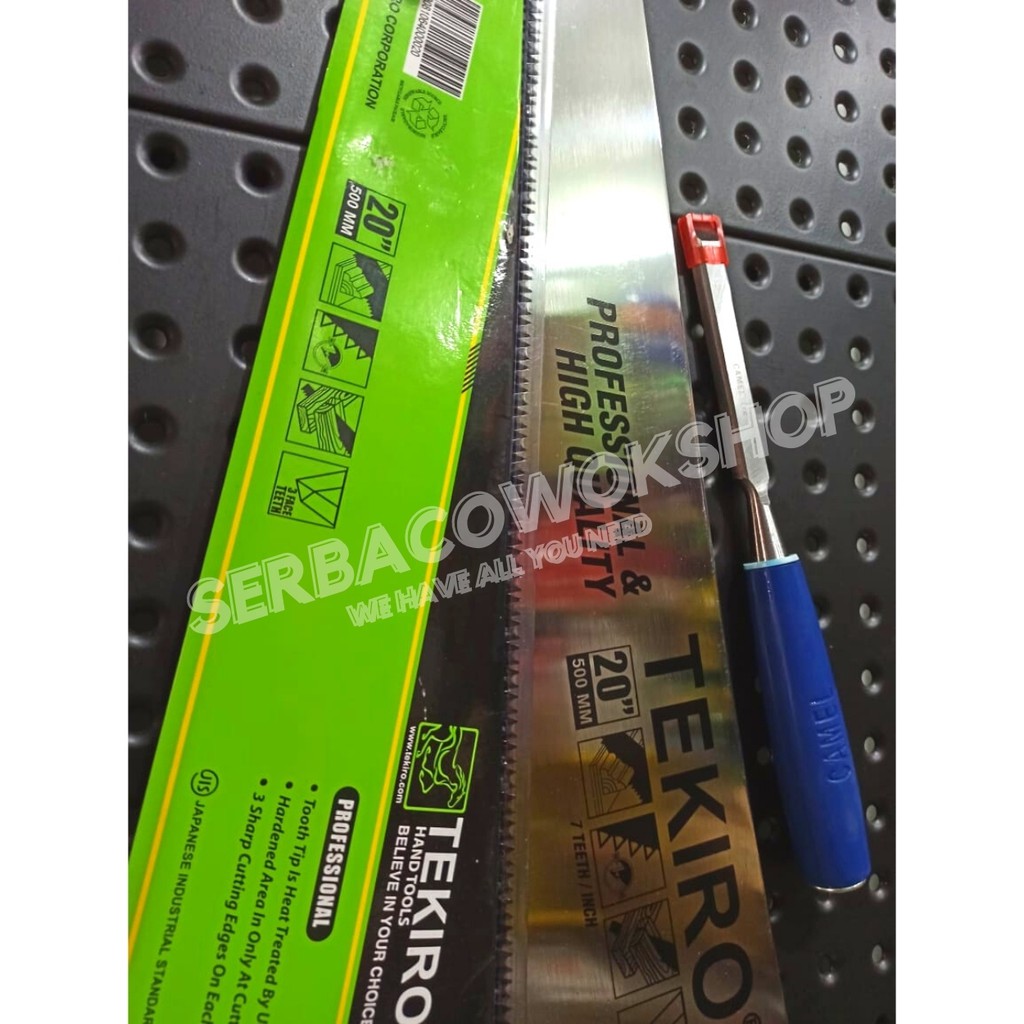 RO CORPORATION
20"
500 MM
3 FACE
TEETH
PROFESSIONAL
• Tooth Tip Is Heat Treated By
• Hardened Area In Only At
• 3 Sharp Cutting Edges On Each
JIS JAPANESE INDUSTRIAL STANDAR
www.tekiro.com
TEKIRO
HAND TOOLS
BELIEVE IN YOUR CHOICE
PROFESSIONAL &
HIGH QUALITY
20"
500 MM
7 TEETH / INCH
TEKIRO®
CAMEL
SERBACOWOKSHOP
WE HAVE ALL YOU NEED